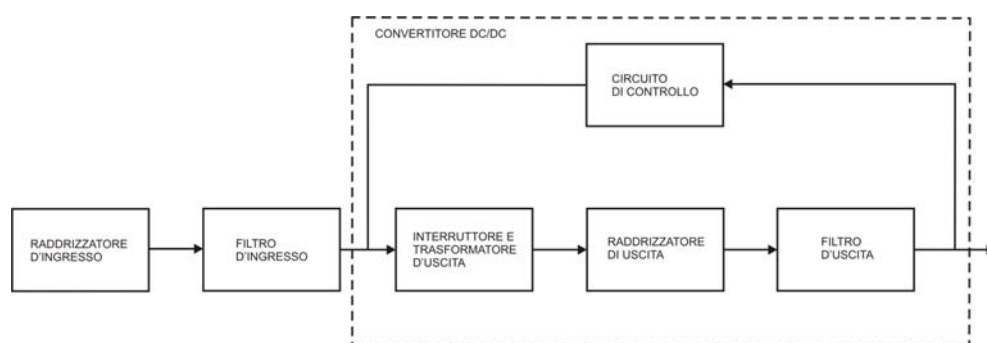 CONVERTITORE DC/DC
CIRCUITO
DI CONTROLLO
RADDRIZZATORE
D'INGRESSO
FILTRO
D'INGRESSO
INTERRUTTORE E
TRASFORMATORE
D'USCITA
RADDRIZZATORE
DI USCITA
FILTRO
D'USCITA